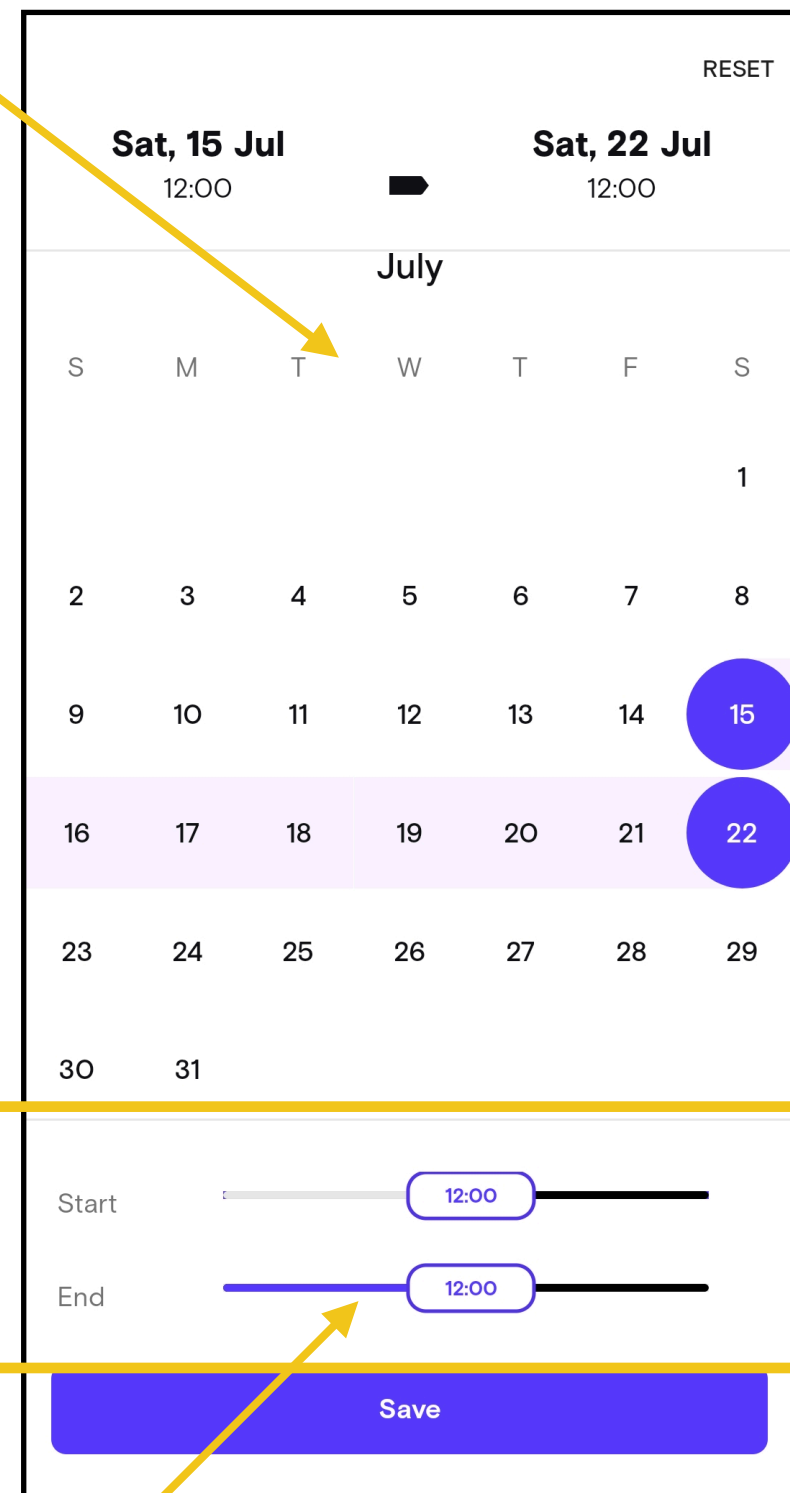 RESET
Sat, 15 Jul Sat, 22 Jul
12:00 12:00
July
S M T W T F S
1
2 3 4 5 6 7 8
9 10 11 12 13 14 15
16 17 18 19 20 21 22
23 24 25 26 27 28 29
30 31
Start 12:00
End 12:00
Save